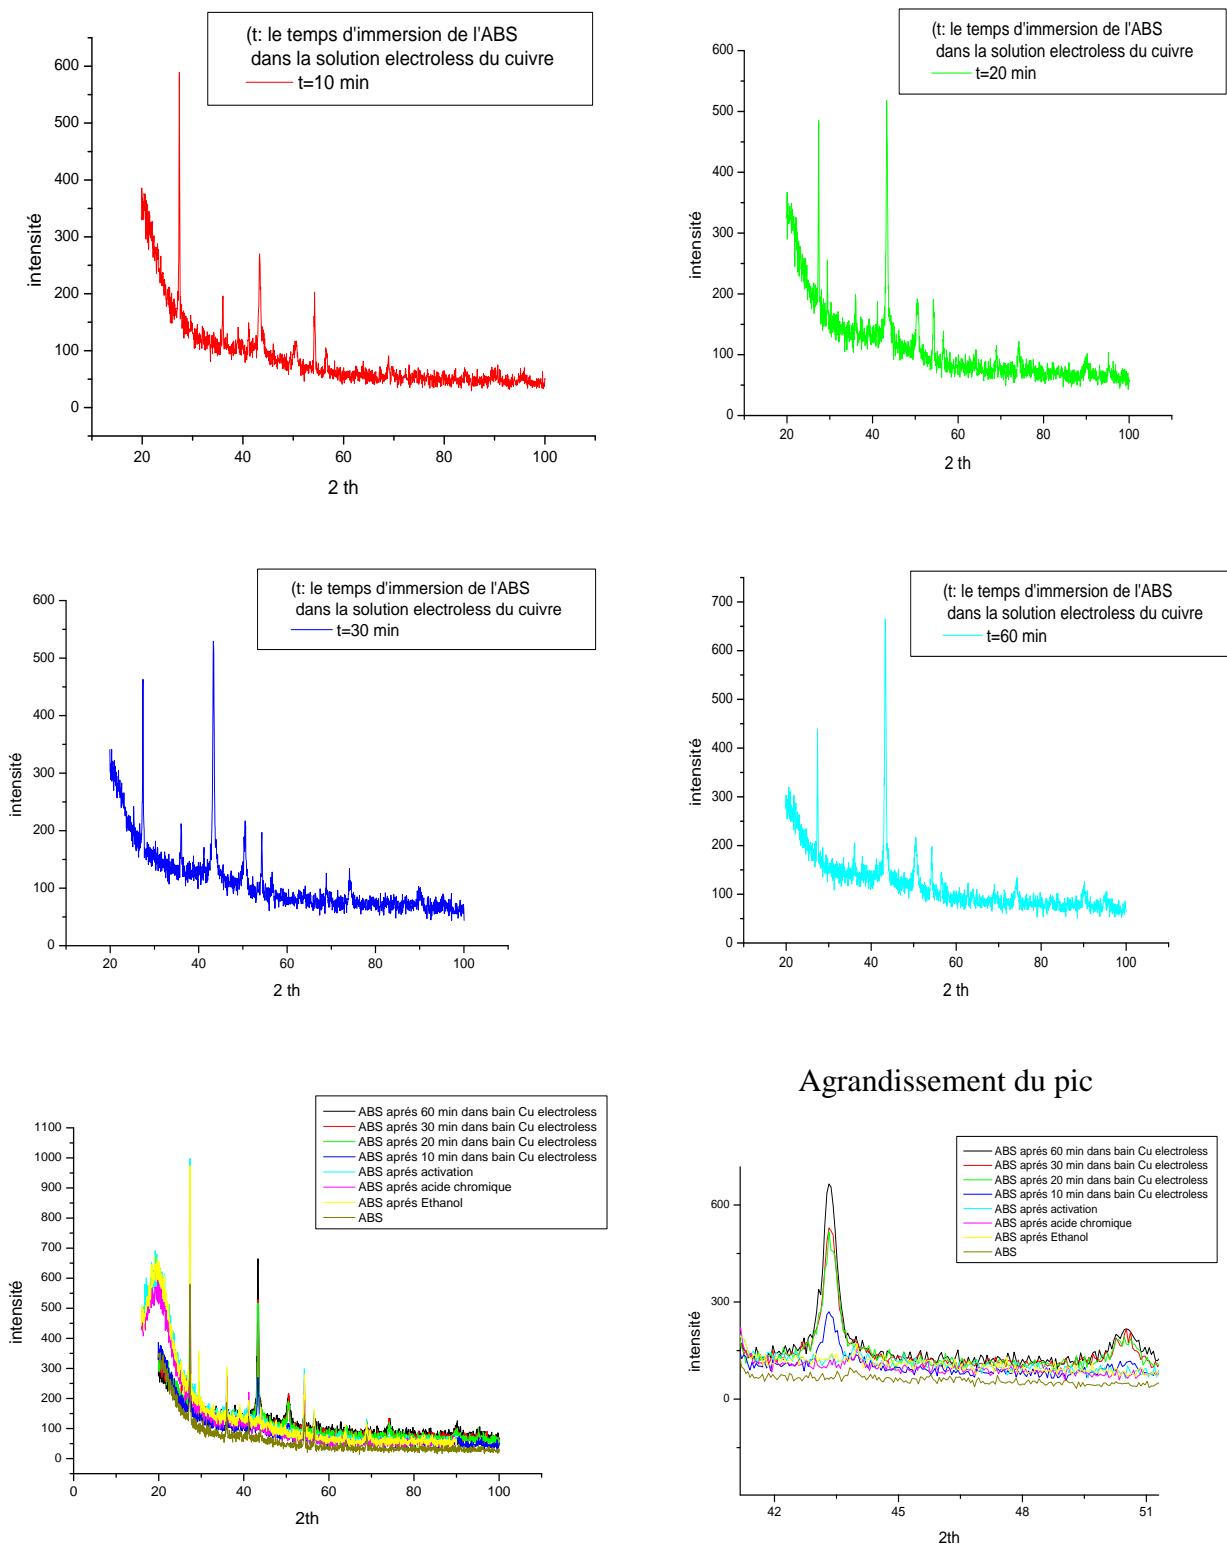 (t: le temps d'immersion de l'ABS
dans la solution electroless du cuivre
t=10 min
600
500
400
300
200
100
0
intensité
20 40 60 80 100
2 th
(t: le temps d'immersion de l'ABS
dans la solution electroless du cuivre
t=20 min
600
500
400
300
200
100
0
intensité
20 40 60 80 100
2 th
(t: le temps d'immersion de l'ABS
dans la solution electroless du cuivre
t=30 min
600
500
400
300
200
100
0
intensité
20 40 60 80 100
2 th
(t: le temps d'immersion de l'ABS
dans la solution electroless du cuivre
t=60 min
700
600
500
400
300
200
100
0
intensité
20 40 60 80 100
2 th
ABS aprés 60 min dans bain Cu electroless
ABS aprés 30 min dans bain Cu electroless
ABS aprés 20 min dans bain Cu electroless
ABS aprés 10 min dans bain Cu electroless
ABS aprés activation
ABS aprés acide chromique
ABS aprés Ethanol
ABS
1100
1000
900
800
700
600
500
400
300
200
100
0
intensité
0 20 40 60 80 100
2th
Agrandissement du pic
ABS aprés 60 min dans bain Cu electroless
ABS aprés 30 min dans bain Cu electroless
ABS aprés 20 min dans bain Cu electroless
ABS aprés 10 min dans bain Cu electroless
ABS aprés activation
ABS aprés acide chromique
ABS aprés Ethanol
ABS
600
300
0
intensité
42 45 48 51
2th